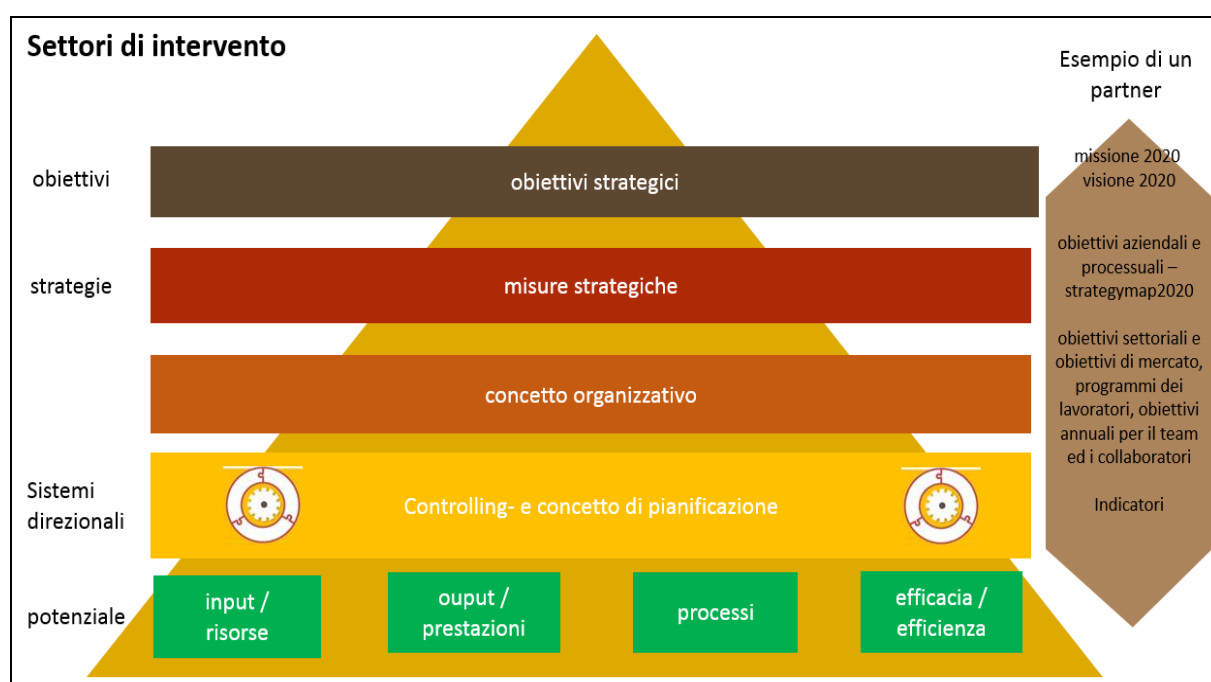 Settori di intervento
obiettivi
obiettivi strategici
strategie
misure strategiche
concetto organizzativo
Sistemi
direzionali
Controlling- e concetto di pianificazione
potenziale
input /
risorse
ouput /
prestazioni
processi
efficacia /
efficienza
Esempio di un
partner
missione 2020
visione 2020
obiettivi aziendali e
processuali –
strategymap2020
obiettivi settoriali e
obiettivi di mercato,
programmi dei
lavoratori, obiettivi
annuali per il team
ed i collaboratori
Indicatori